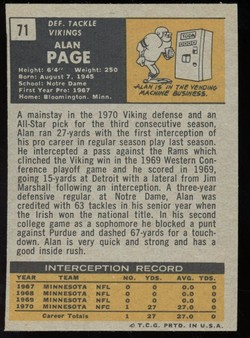 71
DEF. TACKLE
VIKINGS
ALAN
PAGE
Height: 6'4" Weight: 250
Born: August 7, 1945
School: Notre Dame
First Year Pro: 1967
Home: Bloomington, Minn.
ALAN IS IN THE VENDING
MACHINE BUSINESS.
A mainstay in the 1970 Viking defense and an
All-Star pick for the third consecutive season,
Alan ran 27-yards with the first interception of
his pro career in regular season play last season.
He intercepted a pass against the Rams which
clinched the Viking win in the 1969 Western Con-
ference playoff game and he scored in 1969,
going 15-yards at Detroit with a lateral from Jim
Marshall following an interception. A three-year
defensive regular at Notre Dame, Alan was
credited with 63 tackles in his senior year when
the Irish won the national title. In his second
college game as a sophomore he blocked a punt
against Purdue and dashed 57-yards for a touch-
down. Alan is very quick and strong and has a
good inside rush.
INTERCEPTION RECORD
YEAR TEAM NO. YDS. AVG. TDS.
1967 MINNESOTA NFL 0 0 0.0 0
1968 MINNESOTA NFL 0 0 0.0 0
1969 MINNESOTA NFL 0 0 0.0 0
1970 MINNESOTA NFC 1 27 27.0 0
Career Totals 1 27 27.0 0
© T.C.G. PRTD. IN U.S.A.